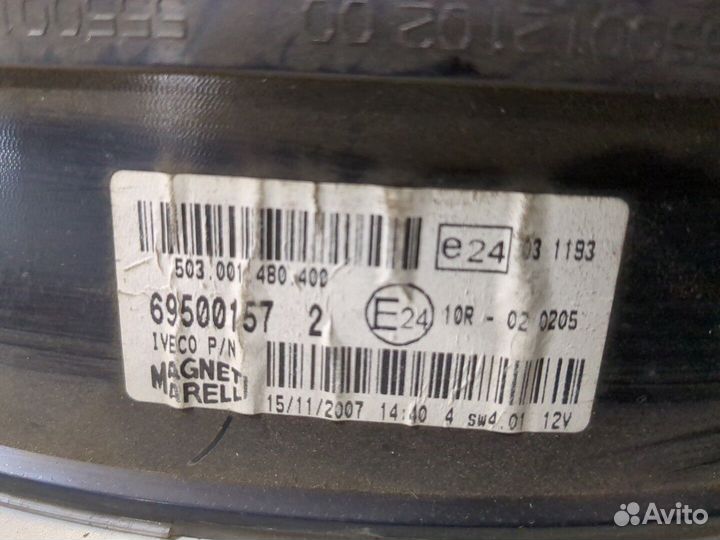 503.001.480.400
e24 03 1193
69500157 2
E24 10R - 02 0205
IVECO P/N
MAGNETI
MARELLI
15/11/2007 14:40 4 SW4.01 12V
Avito